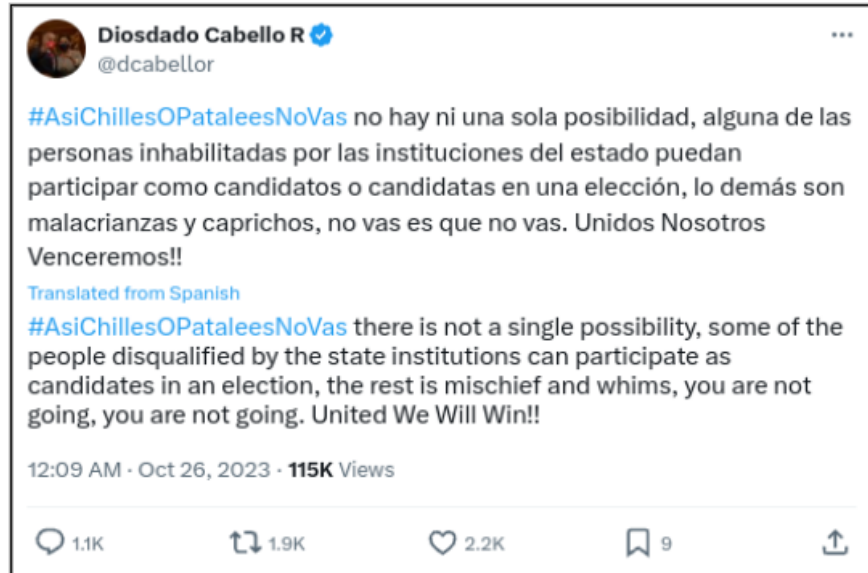 Diosdado Cabello R
@dcabellor
#AsiChillesOPataleesNoVas no hay ni una sola posibilidad, alguna de las
personas inhabilitadas por las instituciones del estado puedan
participar como candidatos o candidatas en una elección, lo demás son
malacrianzas y caprichos, no vas es que no vas. Unidos Nosotros
Venceremos!!
Translated from Spanish
#AsiChillesOPataleesNoVas there is not a single possibility, some of the
people disqualified by the state institutions can participate as
candidates in an election, the rest is mischief and whims, you are not
going, you are not going. United We Will Win!!
12:09 AM · Oct 26, 2023 · 115K Views
1.1K 1.9K 2.2K 9